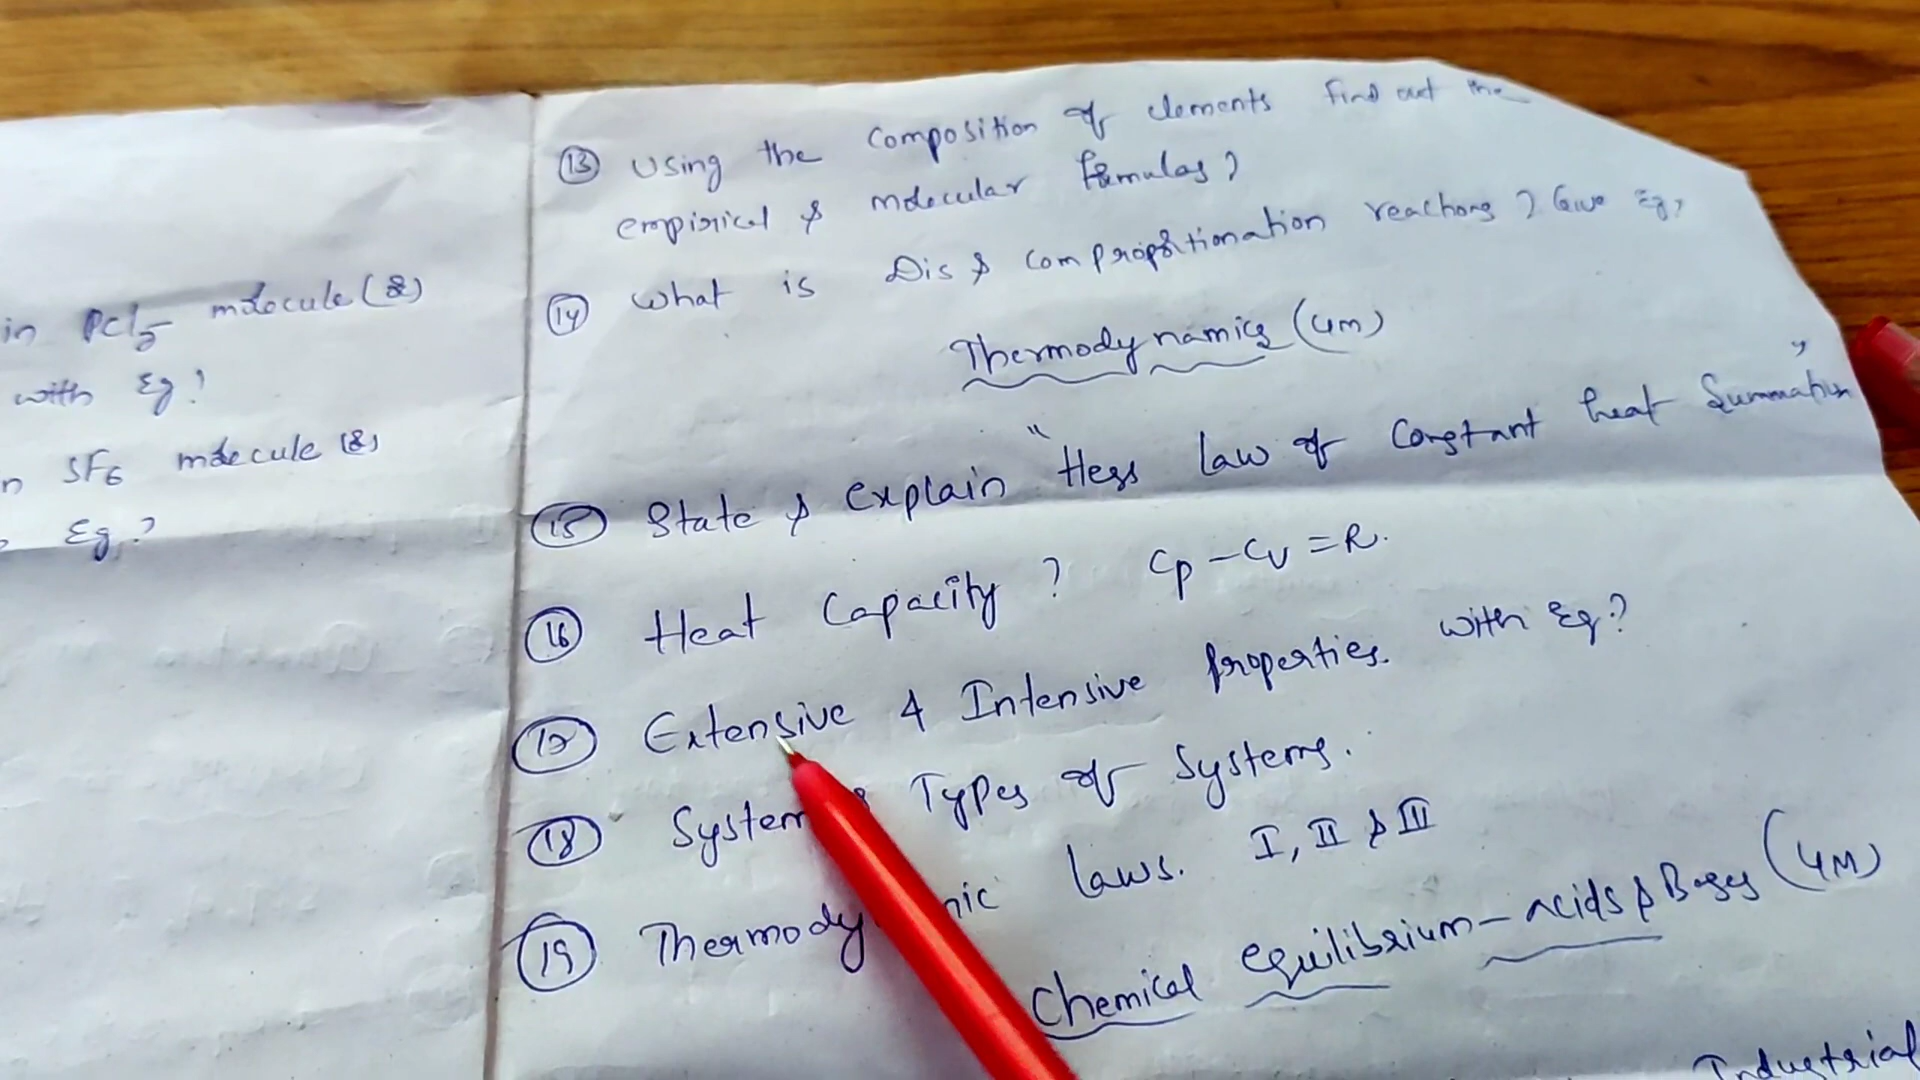 in PCl5 molecule (8)
with Eg?
in SF6 molecule (8)
Eg?
13 Using the composition of elements find out the
empirical & molecular formulas?
14 What is Dis & comproportionation reactions? Give Eg?
Thermodynamics (4m)
15 State & explain "Hess Law of Constant heat Summation"
16 Heat Capacity? Cp - Cv = R.
17 Extensive & Intensive properties with Eg?
18 System & Types of Systems.
19 Thermody nic laws. I, II & III
Chemical equilibrium - acids & Bases (4M)
Industrial